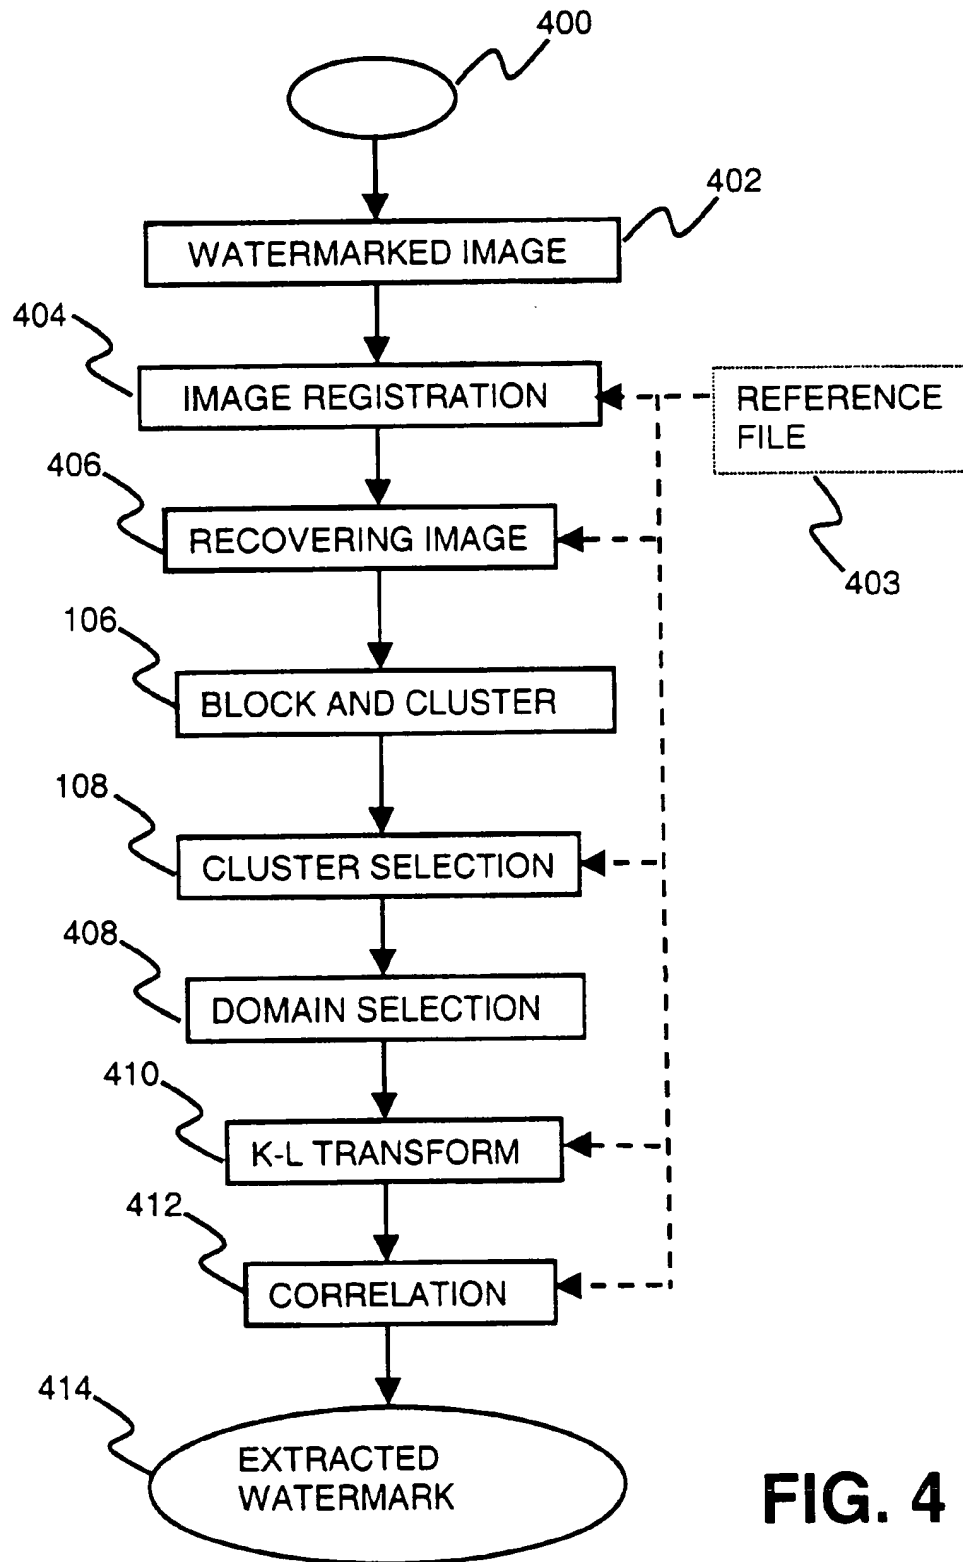 400
402
WATERMARKED IMAGE
404
IMAGE REGISTRATION
REFERENCE
FILE
403
406
RECOVERING IMAGE
106
BLOCK AND CLUSTER
108
CLUSTER SELECTION
408
DOMAIN SELECTION
410
K-L TRANSFORM
412
CORRELATION
414
EXTRACTED
WATERMARK
FIG. 4